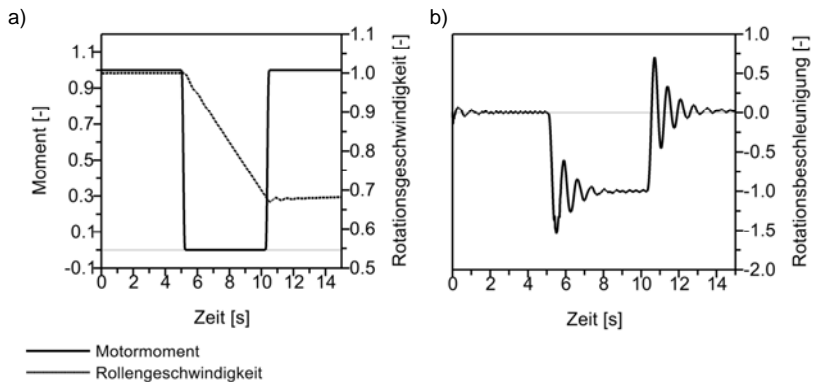 a)
Moment [-]
1.1
0.9
0.7
0.5
0.3
0.1
-0.1
1.1
1.0
0.9
0.8
0.7
0.6
0.5
Rotationsgeschwindigkeit [-]
0 2 4 6 8 10 12 14
Zeit [s]
Motormoment
Rollengeschwindigkeit
b)
1.0
0.5
0.0
-0.5
-1.0
-1.5
-2.0
Rotationsbeschleunigung [-]
0 2 4 6 8 10 12 14
Zeit [s]